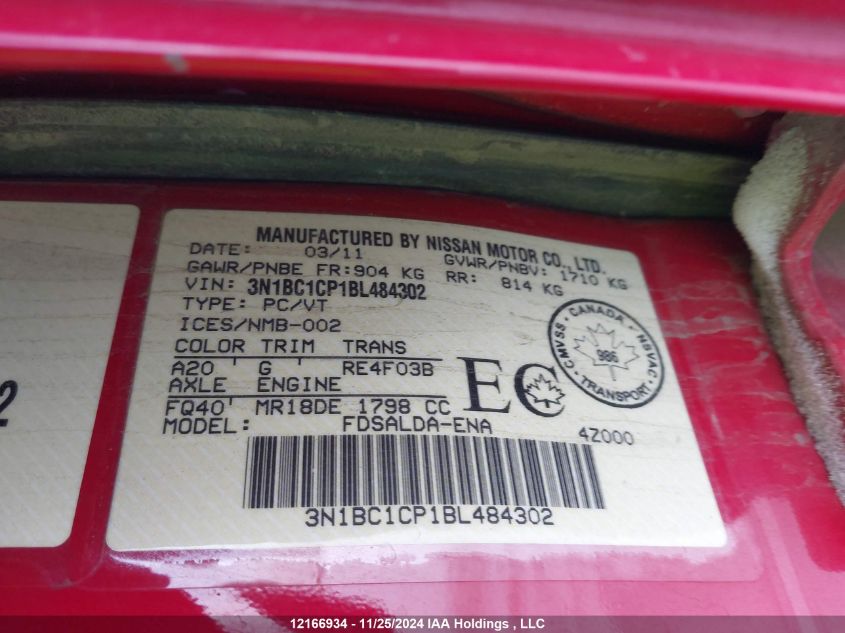 MANUFACTURED BY NISSAN MOTOR CO., LTD.
DATE: 03/11 GVWR/PNBV: 1710 KG
GAWR/PNBE FR: 904 KG RR: 814 KG
VIN: 3N1BC1CP1BL484302
TYPE: PC/VT
ICES/NMB-002
COLOR TRIM TRANS
A20 ' G ' RE4F03B
AXLE ENGINE
FQ40' MR18DE 1798 CC
MODEL: FDSALDA-ENA
4Z000
EC
CANADA
CMVSS · NSVAC
986
TRANSPORT
3N1BC1CP1BL484302
2
12166934 - 11/25/2024 IAA Holdings , LLC